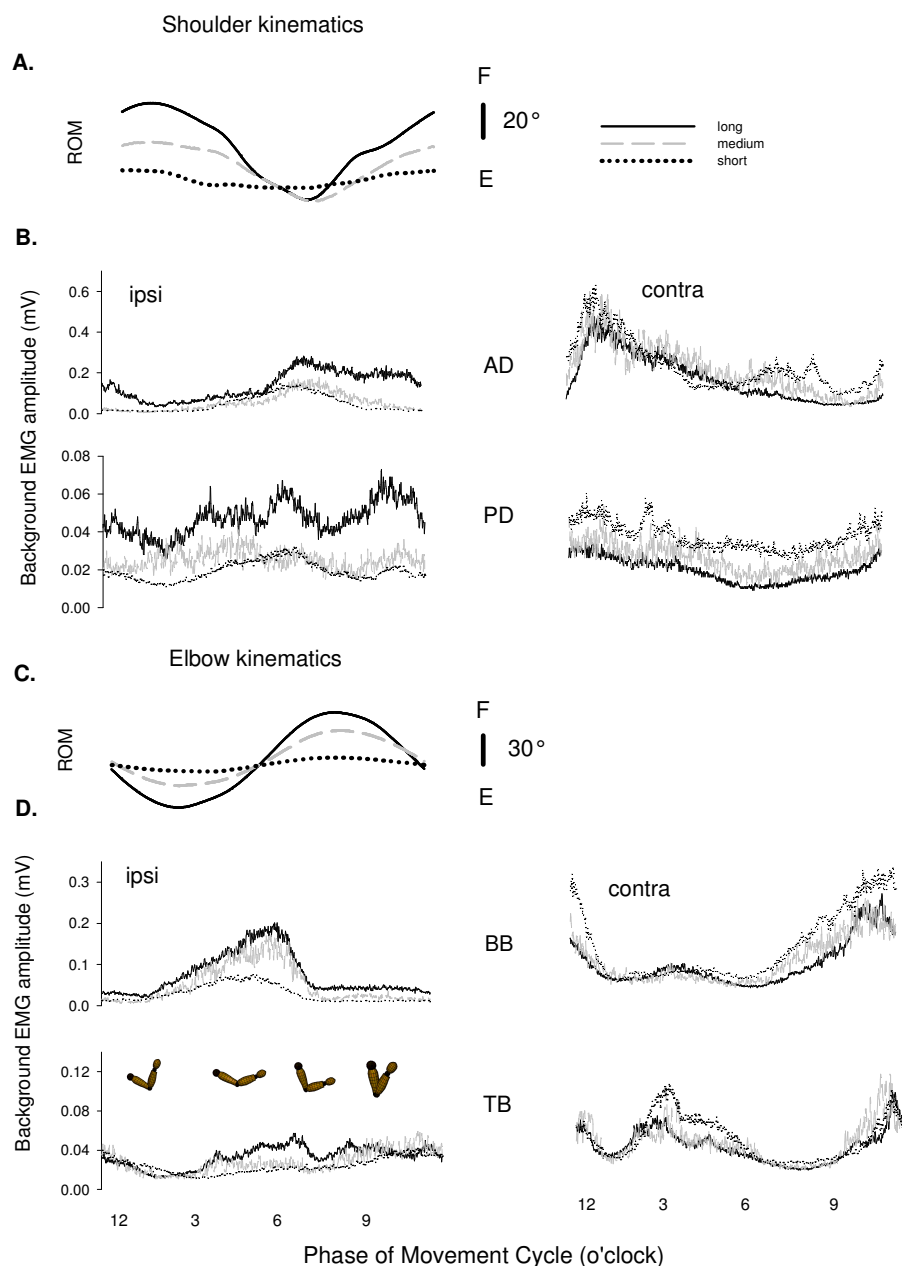 Shoulder kinematics
A.
F
20°
E
ROM
long
medium
short
B.
Background EMG amplitude (mV)
ipsi
contra
0.6
0.4
0.2
0.0
AD
0.08
0.06
0.04
0.02
0.00
PD
Elbow kinematics
C.
F
30°
E
ROM
D.
Background EMG amplitude (mV)
ipsi
contra
0.3
0.2
0.1
0.0
BB
0.12
0.08
0.04
0.00
TB
12 3 6 9
12 3 6 9
Phase of Movement Cycle (o'clock)